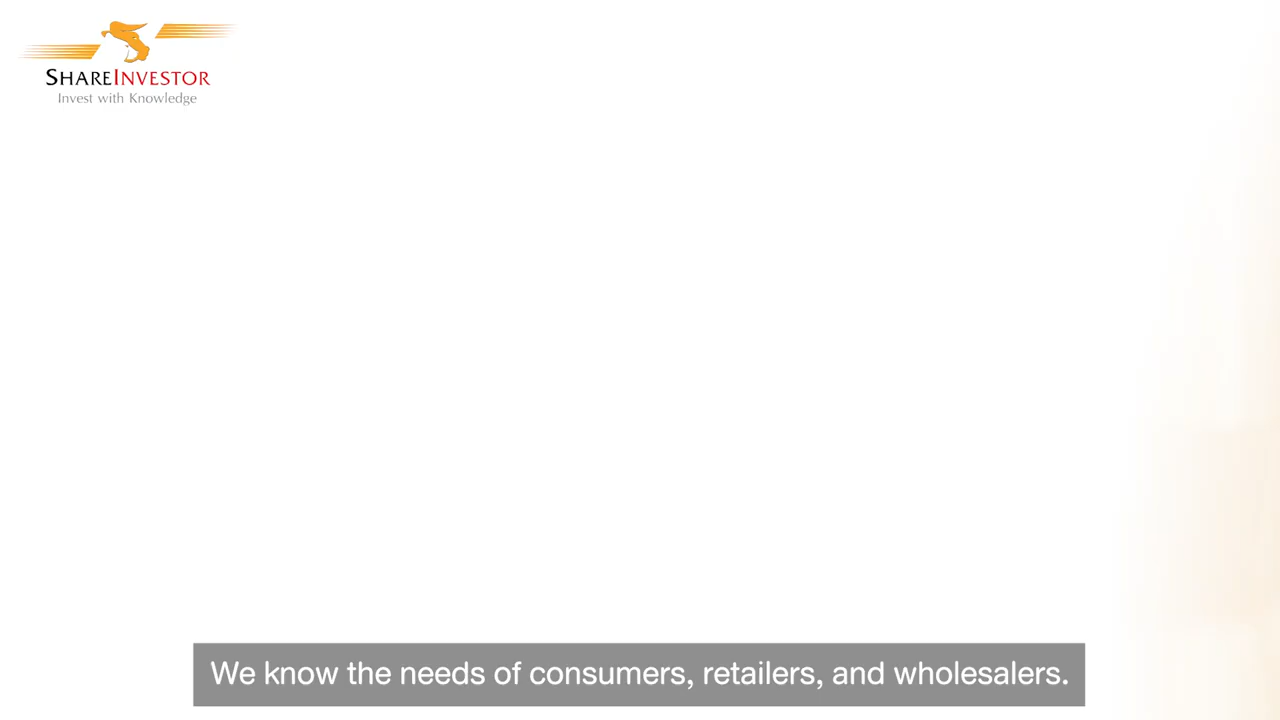 SHAREINVESTOR
Invest with Knowledge
We know the needs of consumers, retailers, and wholesalers.